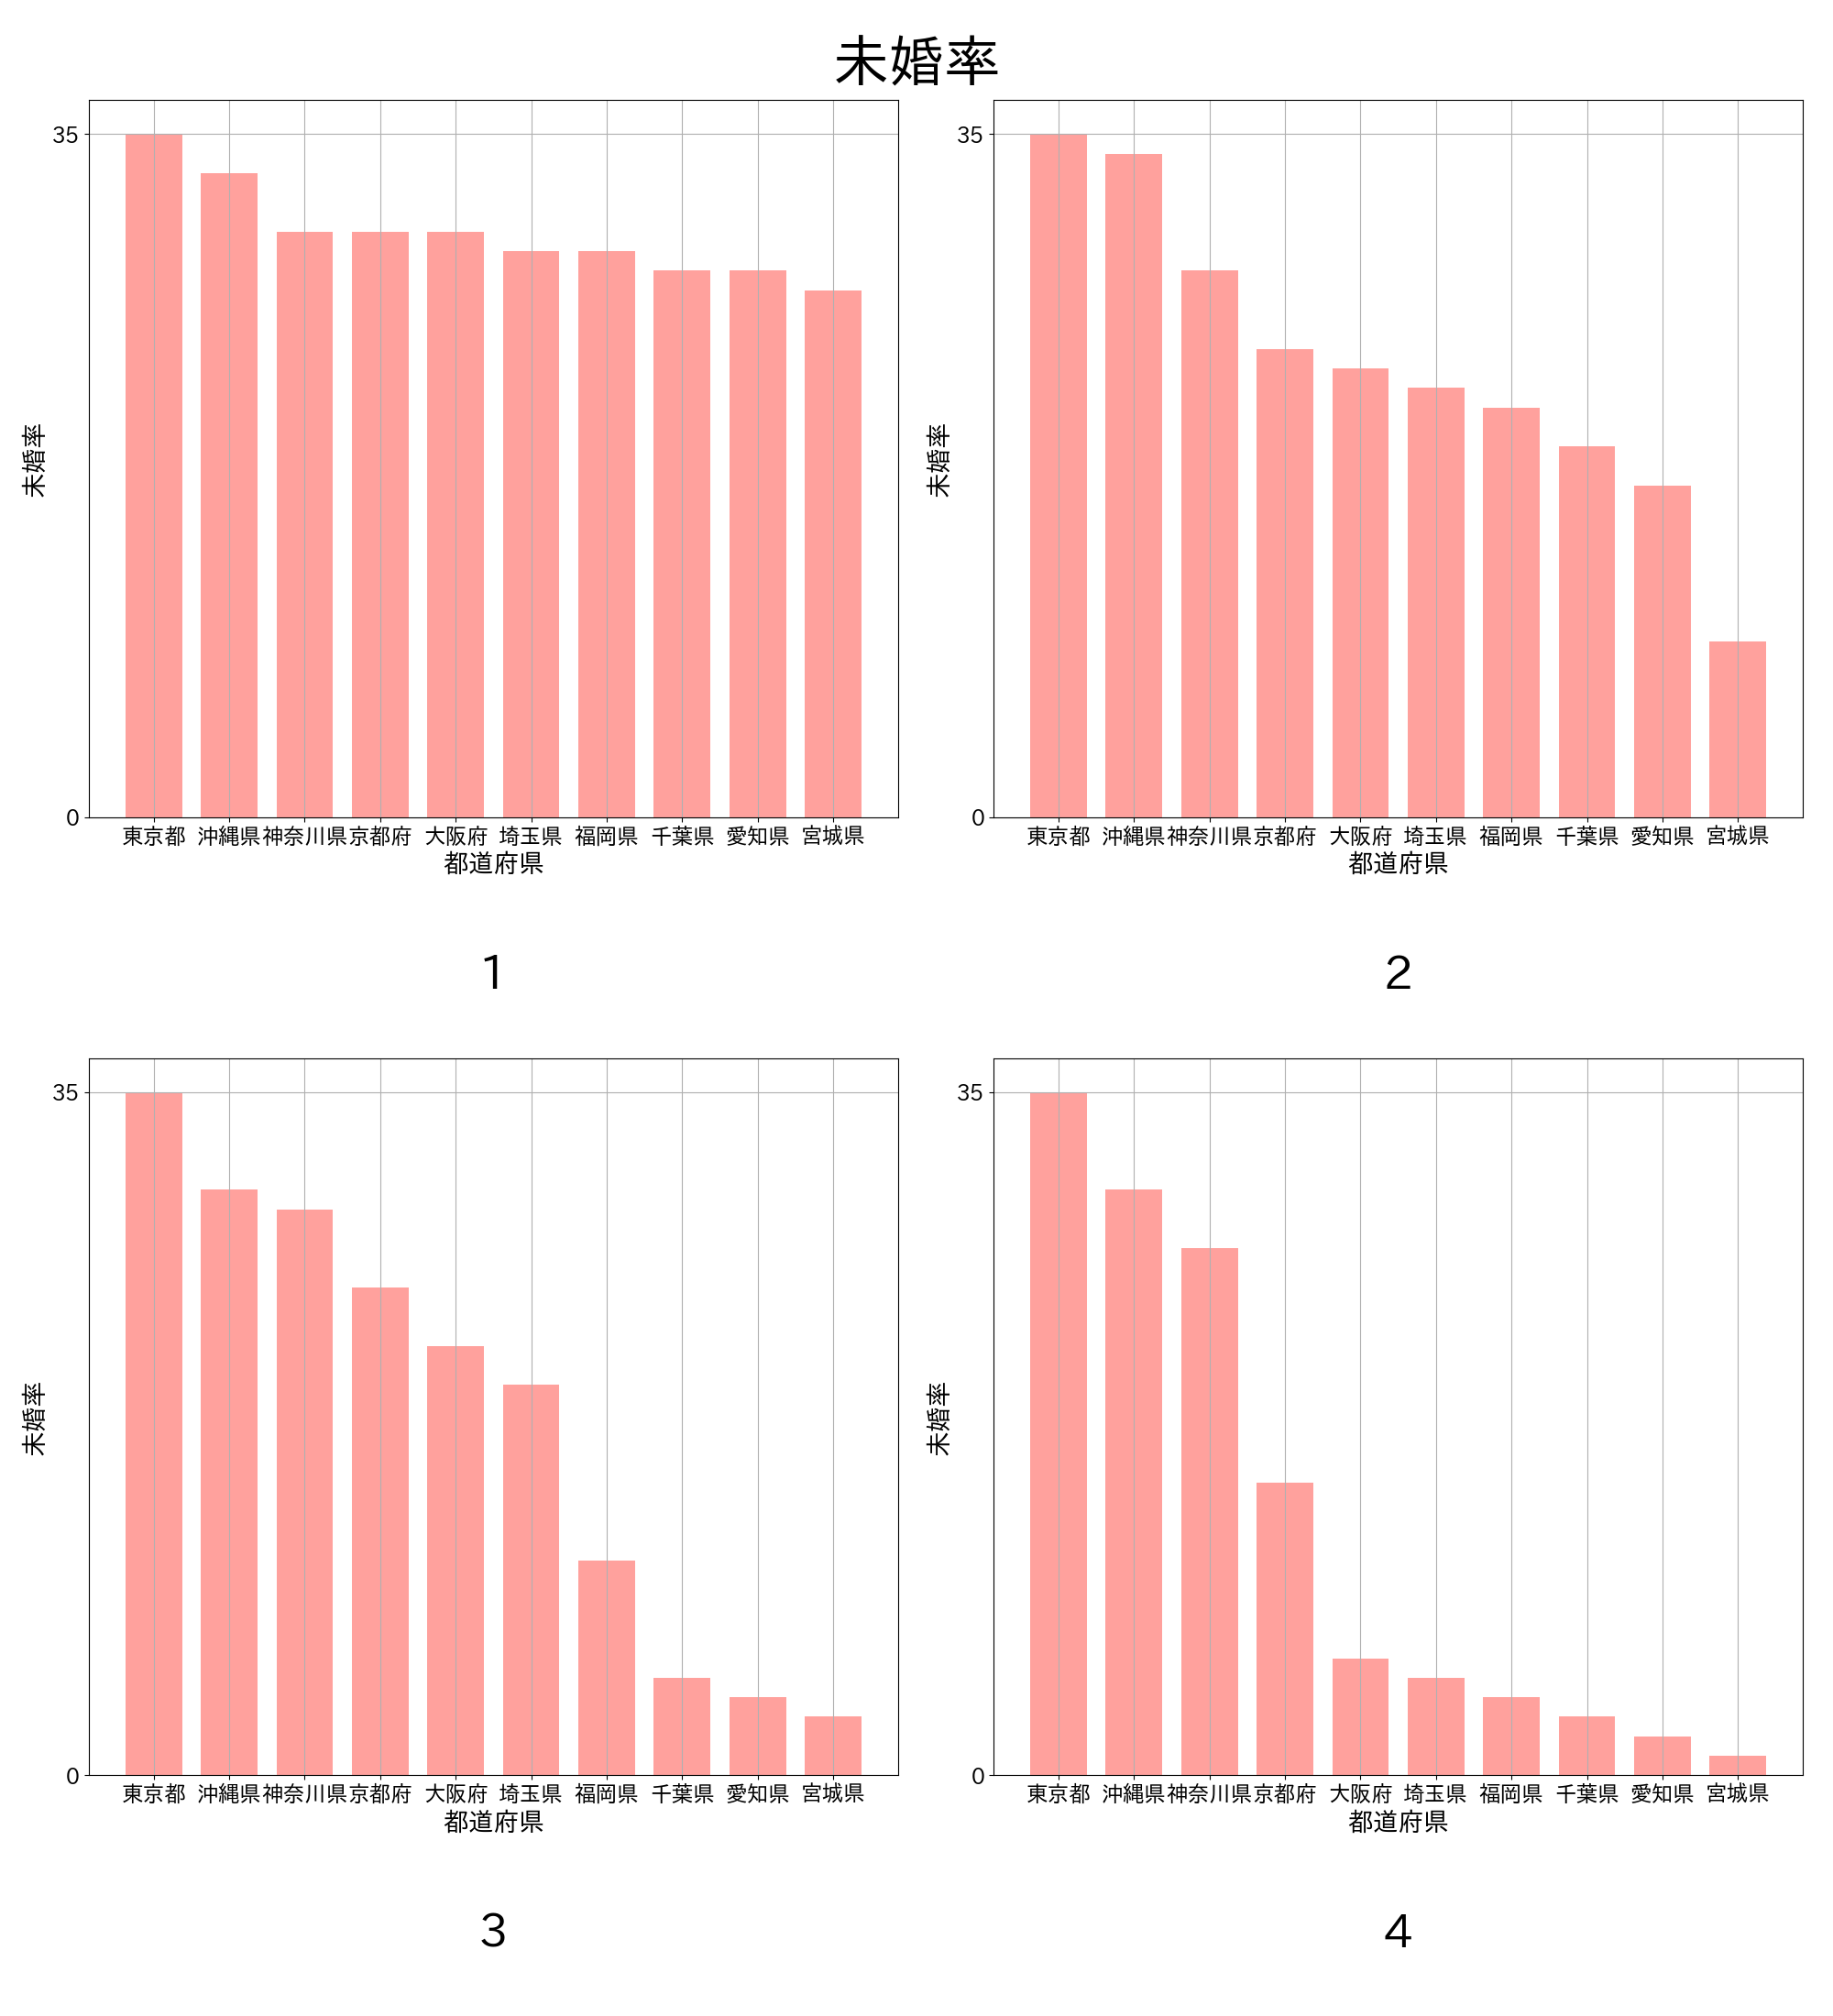 未婚率
35
0
未婚率
東京都 沖縄県 神奈川県 京都府 大阪府 埼玉県 福岡県 千葉県 愛知県 宮城県
都道府県
1
35
0
未婚率
東京都 沖縄県 神奈川県 京都府 大阪府 埼玉県 福岡県 千葉県 愛知県 宮城県
都道府県
2
35
0
未婚率
東京都 沖縄県 神奈川県 京都府 大阪府 埼玉県 福岡県 千葉県 愛知県 宮城県
都道府県
3
35
0
未婚率
東京都 沖縄県 神奈川県 京都府 大阪府 埼玉県 福岡県 千葉県 愛知県 宮城県
都道府県
4